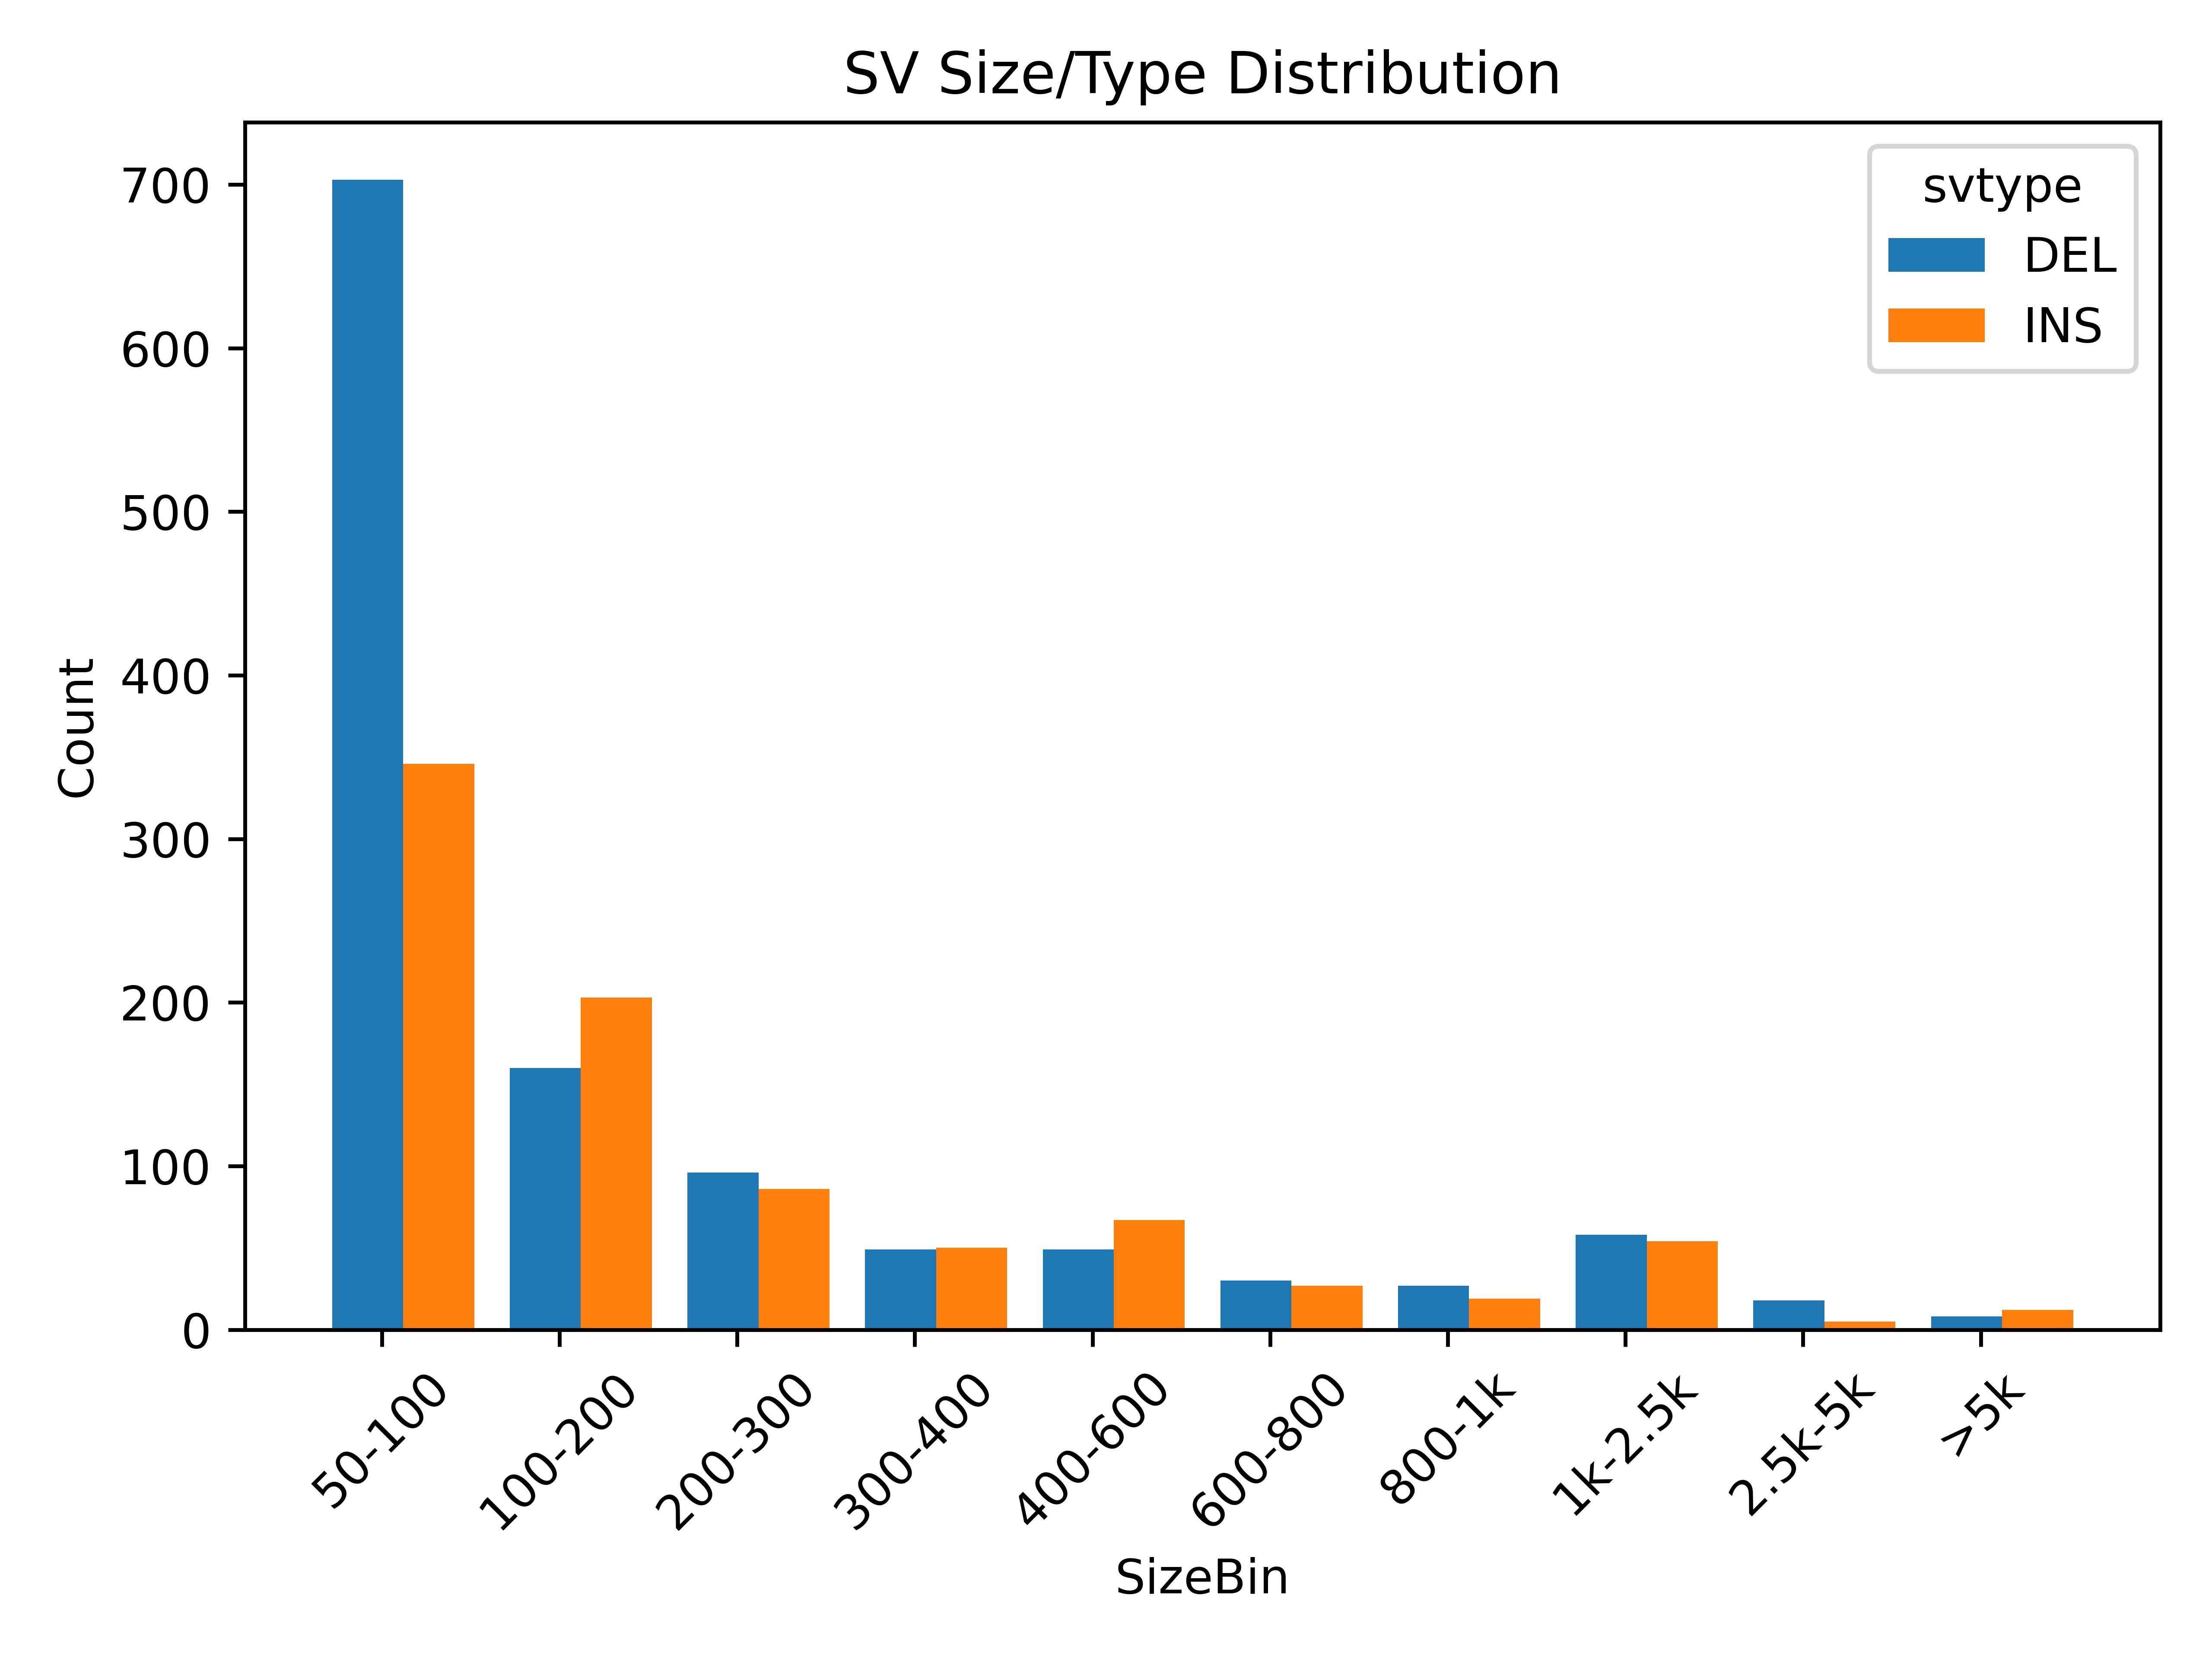 SV Size/Type Distribution
svtype
DEL
INS
700
600
500
400
300
200
100
0
Count
50-100
100-200
200-300
300-400
400-600
600-800
800-1k
1k-2.5k
2.5k-5k
>5k
SizeBin